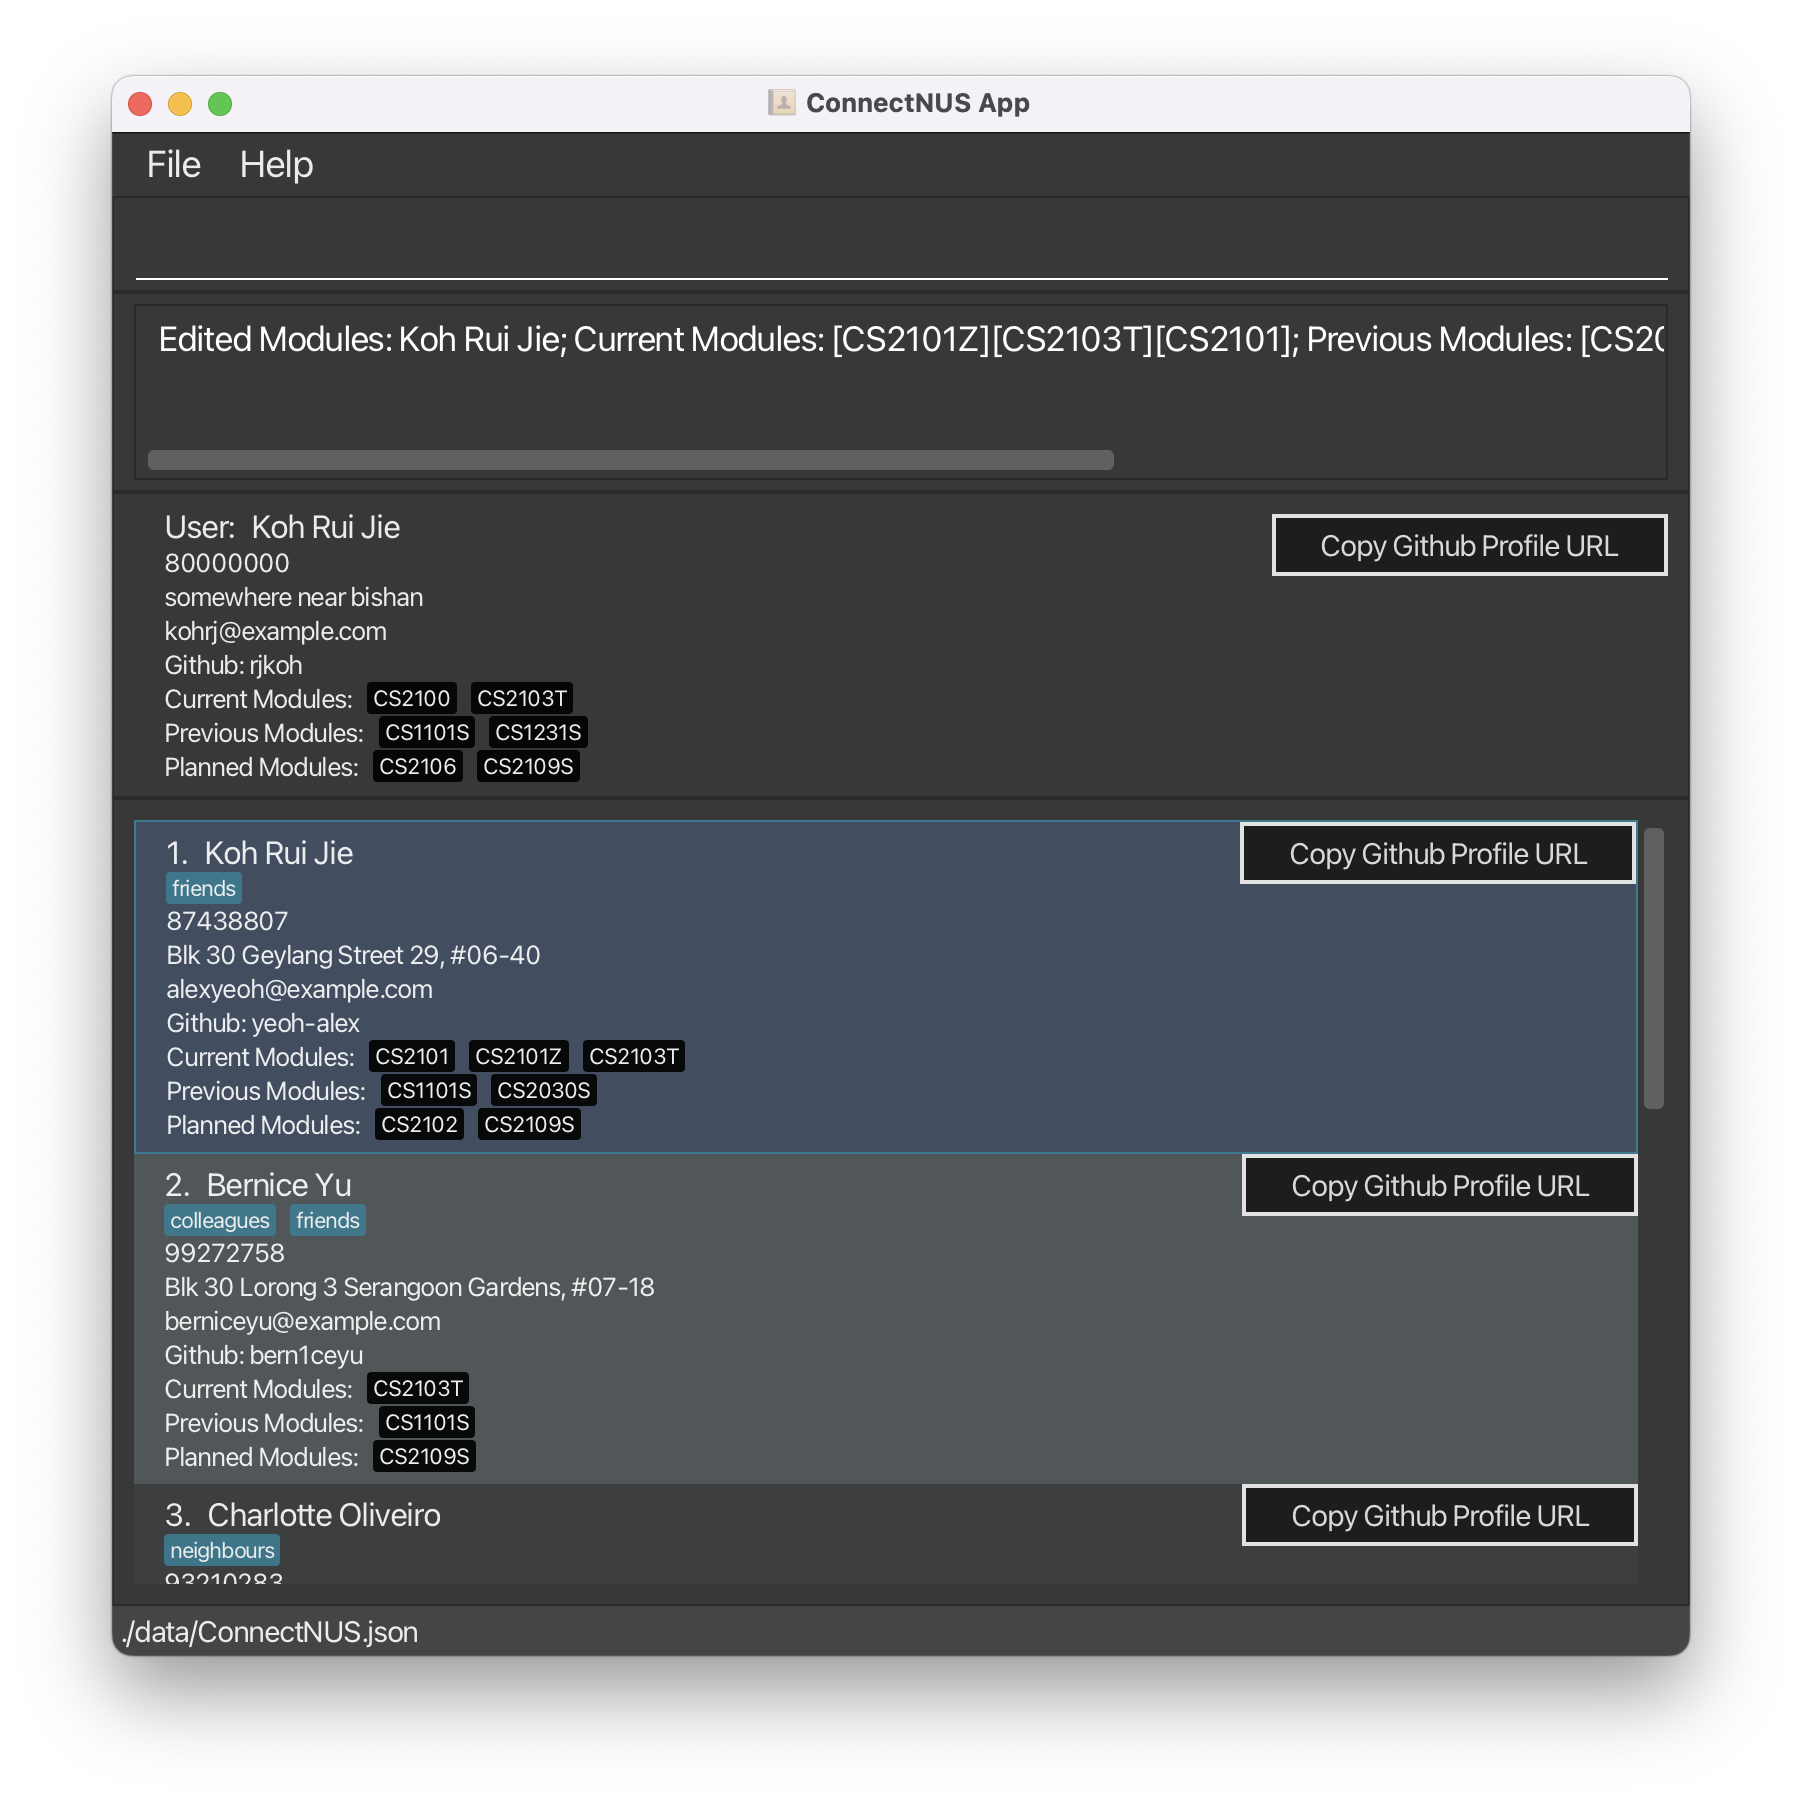 ConnectNUS App
File Help
Edited Modules: Koh Rui Jie; Current Modules: [CS2101Z][CS2103T][CS2101]; Previous Modules: [CS20
User: Koh Rui Jie
Copy Github Profile URL
80000000
somewhere near bishan
kohrj@example.com
Github: rjkoh
Current Modules: CS2100 CS2103T
Previous Modules: CS1101S CS1231S
Planned Modules: CS2106 CS2109S
1. Koh Rui Jie
Copy Github Profile URL
friends
87438807
Blk 30 Geylang Street 29, #06-40
alexyeoh@example.com
Github: yeoh-alex
Current Modules: CS2101 CS2101Z CS2103T
Previous Modules: CS1101S CS2030S
Planned Modules: CS2102 CS2109S
2. Bernice Yu
Copy Github Profile URL
colleagues friends
99272758
Blk 30 Lorong 3 Serangoon Gardens, #07-18
berniceyu@example.com
Github: bern1ceyu
Current Modules: CS2103T
Previous Modules: CS1101S
Planned Modules: CS2109S
3. Charlotte Oliveiro
Copy Github Profile URL
neighbours
93210283
./data/ConnectNUS.json